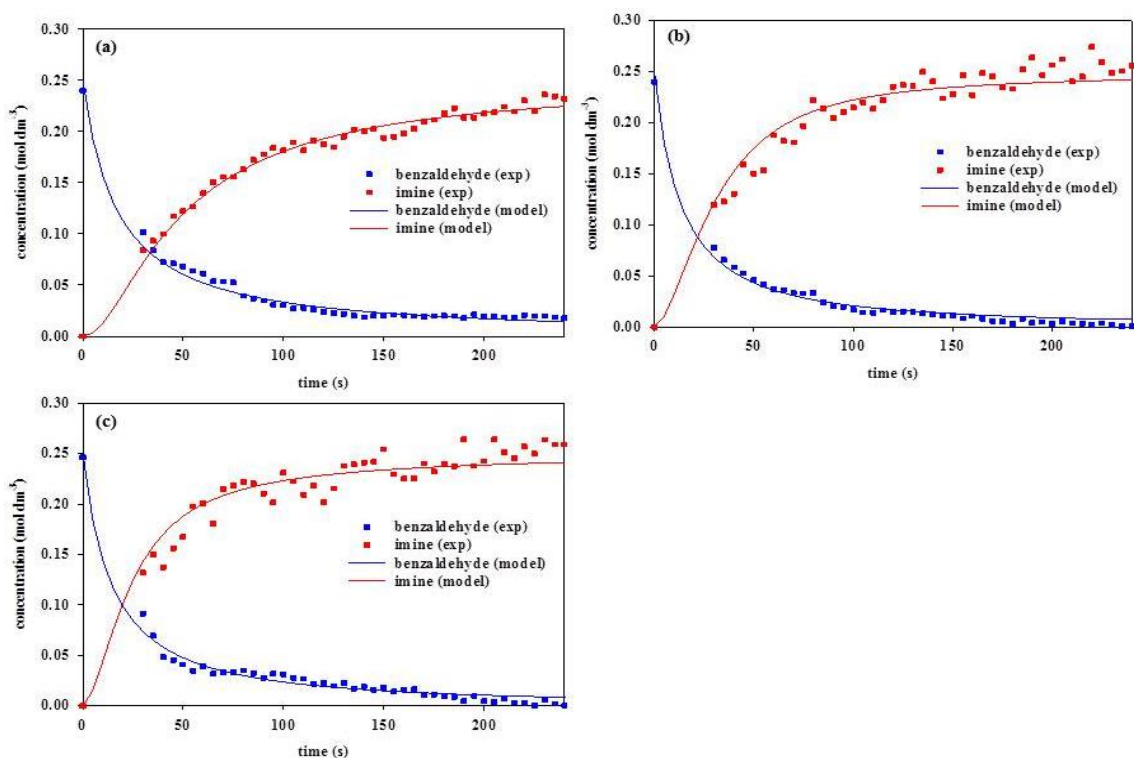 (a)
concentration (mol dm-3)
0.30
0.25
0.20
0.15
0.10
0.05
0.00
benzaldehyde (exp)
imine (exp)
benzaldehyde (model)
imine (model)
0 50 100 150 200
time (s)
(b)
concentration (mol dm-3)
0.30
0.25
0.20
0.15
0.10
0.05
0.00
benzaldehyde (exp)
imine (exp)
benzaldehyde (model)
imine (model)
0 50 100 150 200
time (s)
(c)
concentration (mol dm-3)
0.30
0.25
0.20
0.15
0.10
0.05
0.00
benzaldehyde (exp)
imine (exp)
benzaldehyde (model)
imine (model)
0 50 100 150 200
time (s)